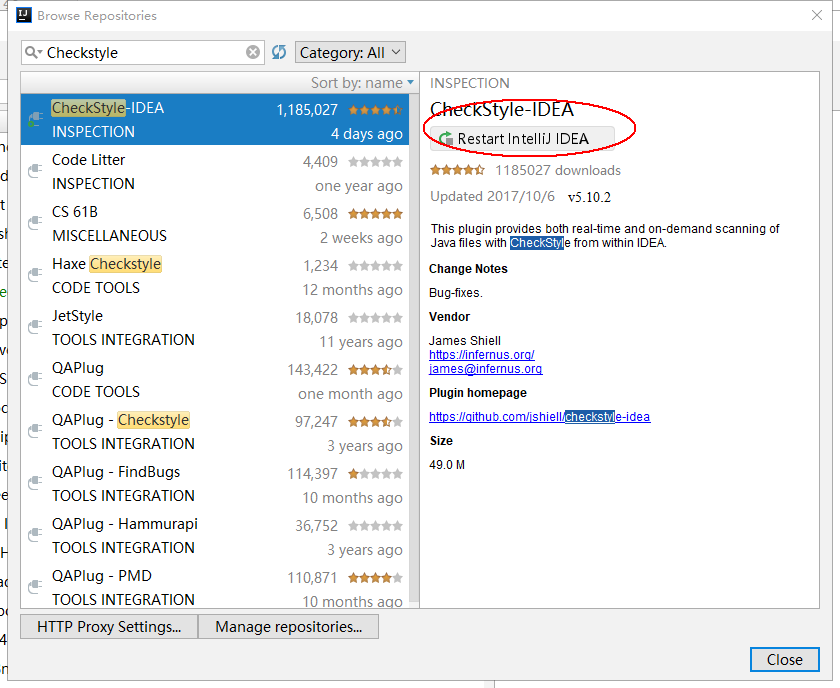 Browse Repositories
Checkstyle
Category: All
Sort by: name
CheckStyle-IDEA 1,185,027
INSPECTION 4 days ago
Code Litter 4,409
INSPECTION one year ago
CS 61B 6,508
MISCELLANEOUS 2 weeks ago
Haxe Checkstyle 1,234
CODE TOOLS 12 months ago
JetStyle 18,078
TOOLS INTEGRATION 11 years ago
QAPlug 143,422
CODE TOOLS one month ago
QAPlug - Checkstyle 97,247
TOOLS INTEGRATION 3 years ago
QAPlug - FindBugs 114,397
TOOLS INTEGRATION 10 months ago
QAPlug - Hammurapi 36,752
TOOLS INTEGRATION 3 years ago
QAPlug - PMD 110,871
TOOLS INTEGRATION 10 months ago
INSPECTION
CheckStyle-IDEA
Restart IntelliJ IDEA
1185027 downloads
Updated 2017/10/6 v5.10.2
This plugin provides both real-time and on-demand scanning of
Java files with CheckStyle from within IDEA.
Change Notes
Bug-fixes.
Vendor
James Shiell
https://infernus.org/
james@infernus.org
Plugin homepage
https://github.com/jshiell/checkstyle-idea
Size
49.0 M
HTTP Proxy Settings... Manage repositories...
Close